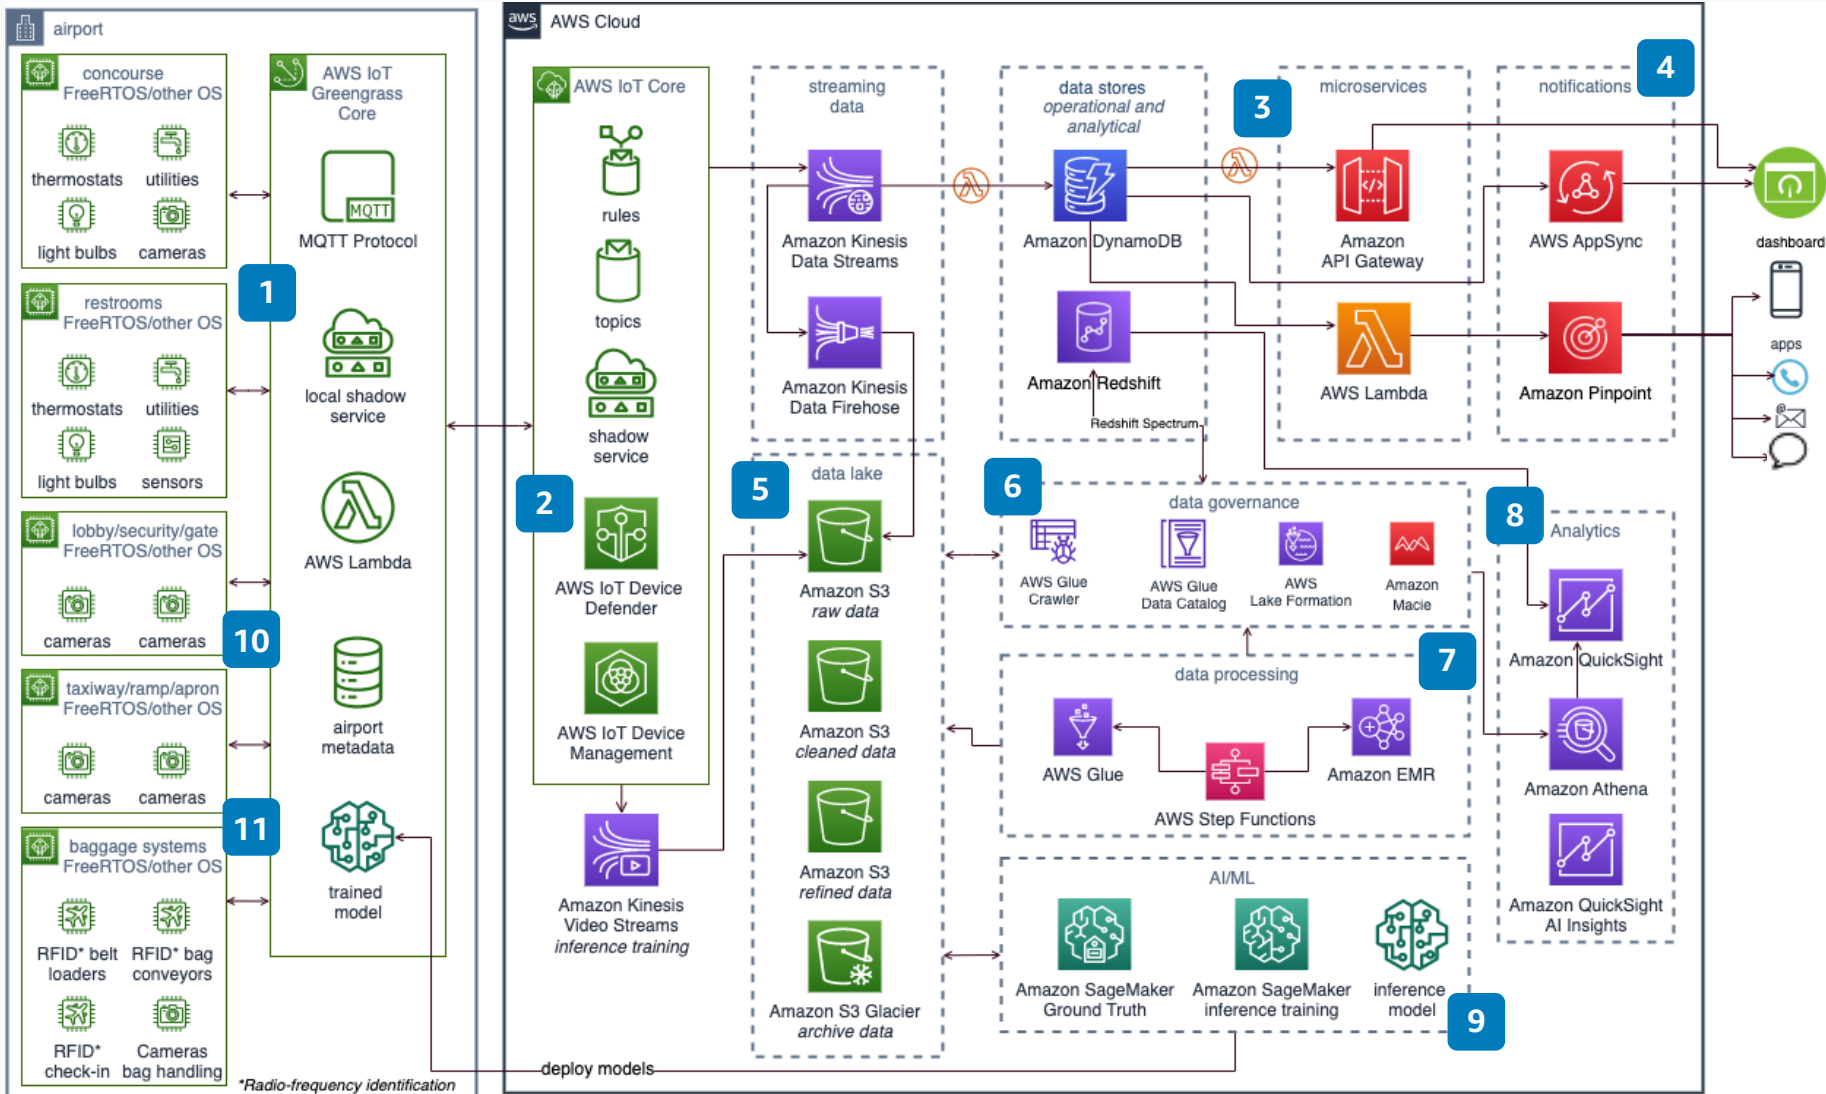 airport
concourse
FreeRTOS/other OS
thermostats
utilities
light bulbs
cameras
restrooms
FreeRTOS/other OS
thermostats
utilities
light bulbs
sensors
lobby/security/gate
FreeRTOS/other OS
cameras
cameras
10
taxiway/ramp/apron
FreeRTOS/other OS
cameras
cameras
11
baggage systems
FreeRTOS/other OS
RFID* belt
loaders
RFID* bag
conveyors
RFID*
check-in
Cameras
bag handling
1
AWS IoT
Greengrass
Core
MQTT
MQTT Protocol
local shadow
service
AWS Lambda
airport
metadata
trained
model
*Radio-frequency identification
aws
AWS Cloud
AWS IoT Core
rules
topics
shadow
service
2
AWS IoT Device
Defender
AWS IoT Device
Management
Amazon Kinesis
Video Streams
inference training
streaming
data
Amazon Kinesis
Data Streams
Amazon Kinesis
Data Firehose
5
data lake
Amazon S3
raw data
Amazon S3
cleaned data
Amazon S3
refined data
Amazon S3 Glacier
archive data
data stores
operational and
analytical
Amazon DynamoDB
Amazon Redshift
Redshift Spectrum
3
microservices
Amazon
API Gateway
AWS Lambda
4
notifications
AWS AppSync
Amazon Pinpoint
dashboard
apps
@
6
data governance
AWS Glue
Crawler
AWS Glue
Data Catalog
AWS
Lake Formation
Amazon
Macie
7
data processing
AWS Glue
Amazon EMR
AWS Step Functions
8
Analytics
Amazon QuickSight
Amazon Athena
Amazon QuickSight
AI Insights
AI/ML
Amazon SageMaker
Ground Truth
Amazon SageMaker
inference training
inference
model
9
deploy models